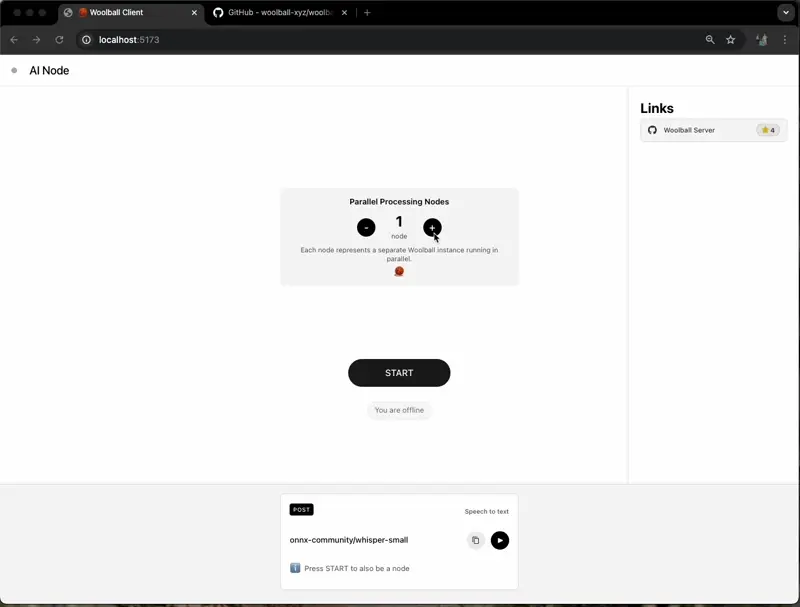 Woolball Client
GitHub - woolball-xyz/woolba
localhost:5173
AI Node
Links
Woolball Server
4
Parallel Processing Nodes
-
1
+
node
Each node represents a separate Woolball instance running in
parallel.
START
You are offline
POST
Speech to text
onnx-community/whisper-small
Press START to also be a node